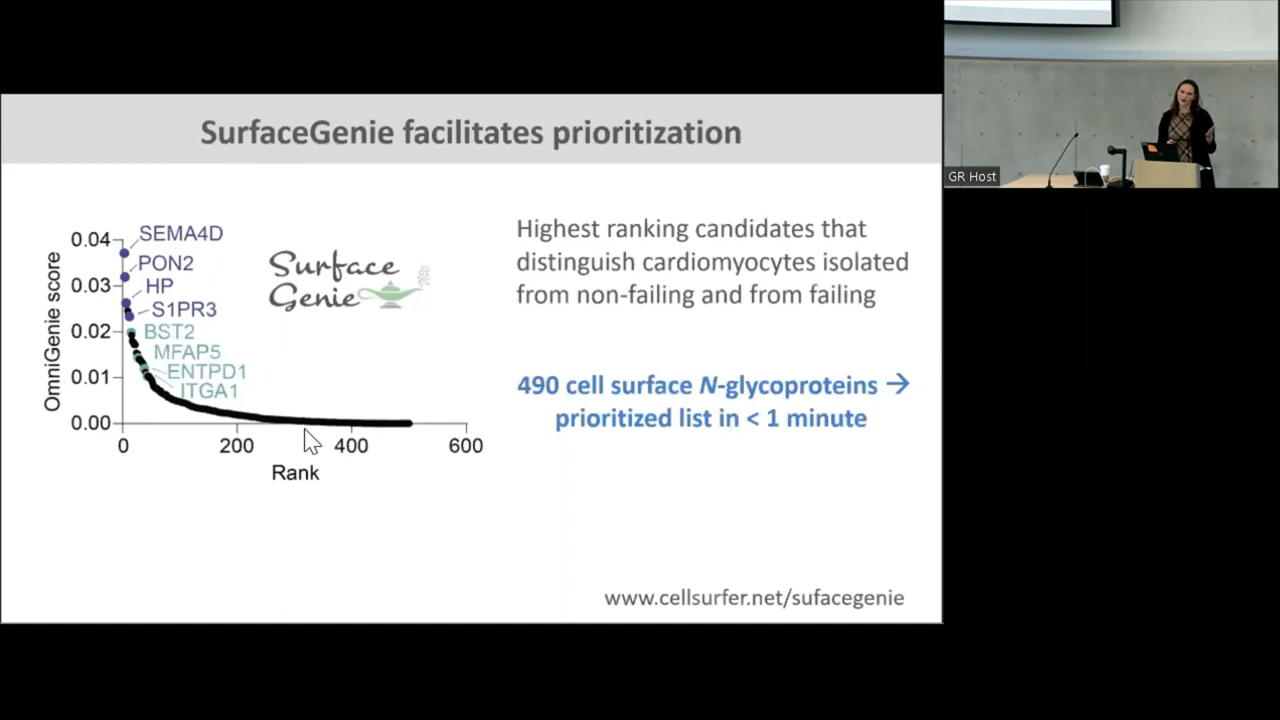 SurfaceGenie facilitates prioritization
OmniGenie score
0.04
0.03
0.02
0.01
0.00
SEMA4D
PON2
HP
S1PR3
BST2
MFAP5
ENTPD1
ITGA1
0
200
400
600
Rank
Surface
Genie
Highest ranking candidates that
distinguish cardiomyocytes isolated
from non-failing and from failing
490 cell surface N-glycoproteins →
prioritized list in < 1 minute
www.cellsurfer.net/sufacegenie
GR Host